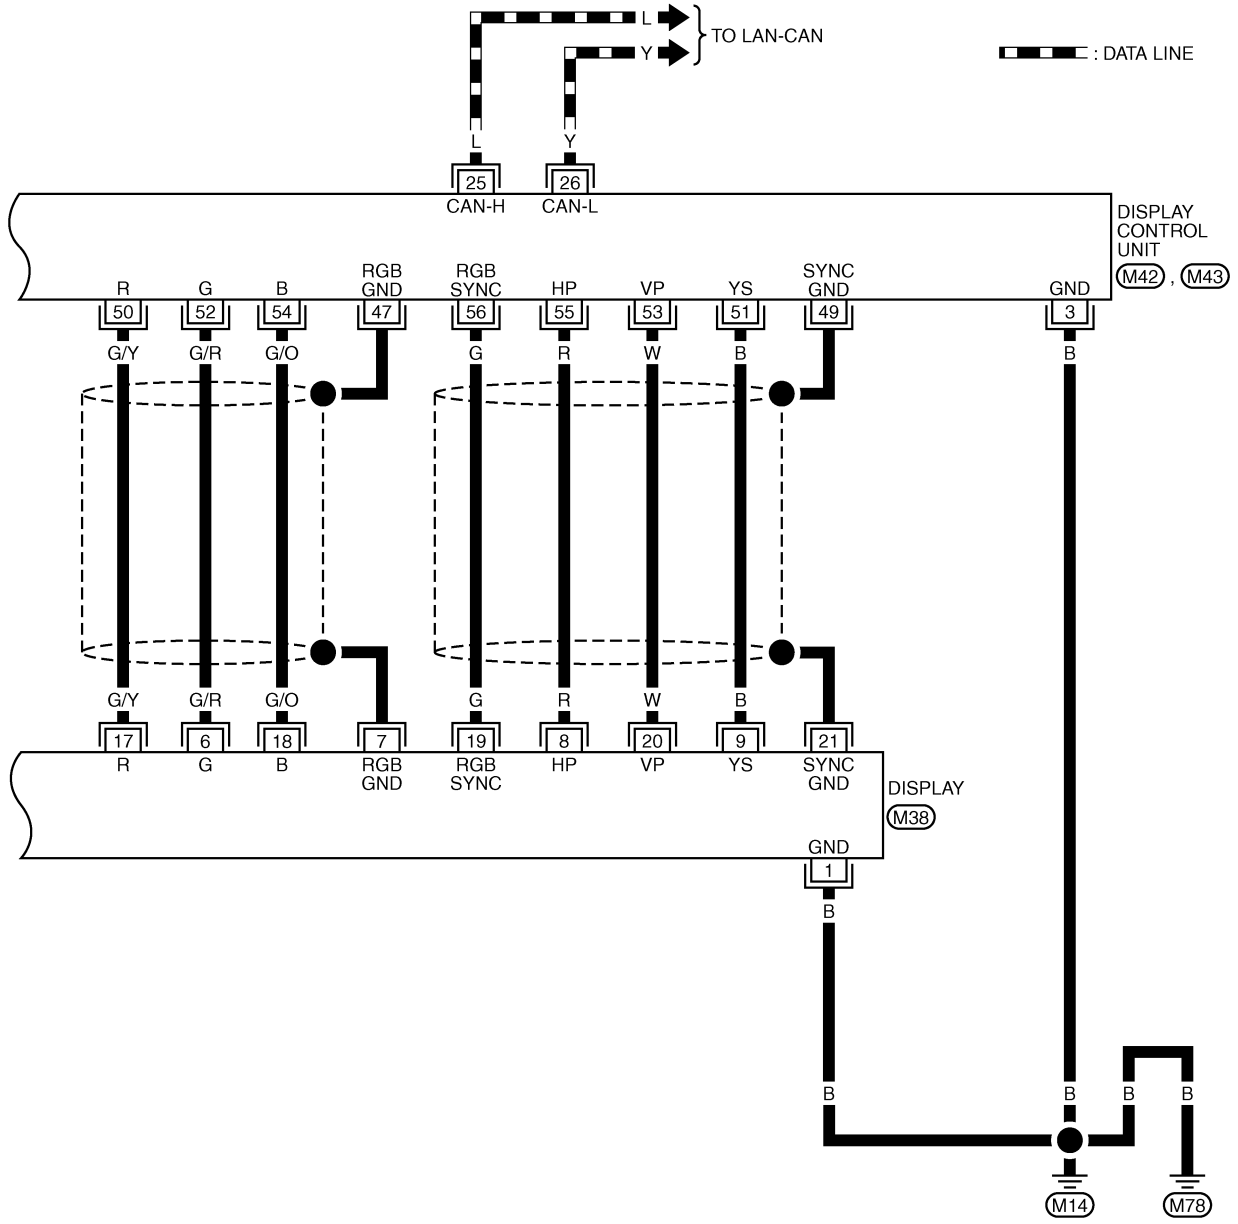 L
TO LAN-CAN
Y
: DATA LINE
L Y
25 26
CAN-H CAN-L
DISPLAY
CONTROL
UNIT
M42 , M43
R G B RGB GND RGB SYNC HP VP YS SYNC GND GND
50 52 54 47 56 55 53 51 49 3
G/Y G/R G/O G R W B B
G/Y G/R G/O G R W B
17 6 18 7 19 8 20 9 21
R G B RGB GND RGB SYNC HP VP YS SYNC GND
DISPLAY
M38
GND
1
B
B B B B
M14 M78